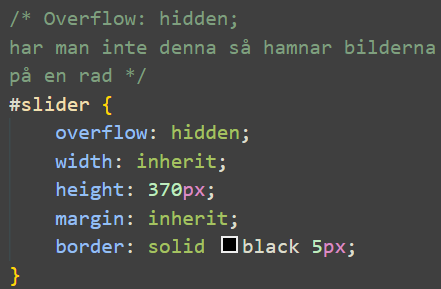 /* Overflow: hidden;
har man inte denna så hamnar bilderna
på en rad */
#slider {
    overflow: hidden;
    width: inherit;
    height: 370px;
    margin: inherit;
    border: solid black 5px;
}